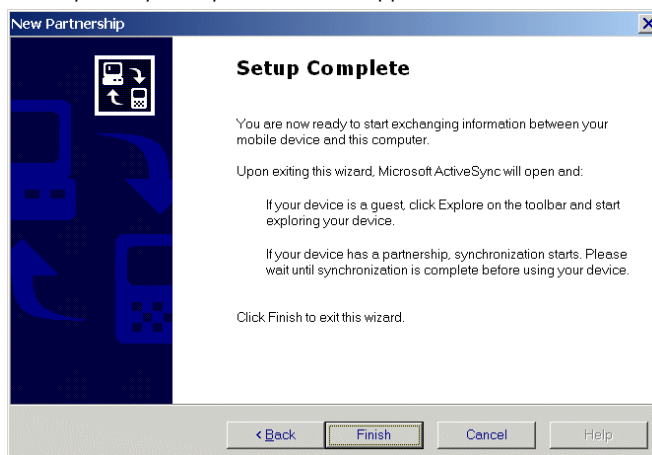 New Partnership
Setup Complete
You are now ready to start exchanging information between your
mobile device and this computer.
Upon exiting this wizard, Microsoft ActiveSync will open and:
If your device is a guest, click Explore on the toolbar and start
exploring your device.
If your device has a partnership, synchronization starts. Please
wait until synchronization is complete before using your device.
Click Finish to exit this wizard.
< Back Finish Cancel Help